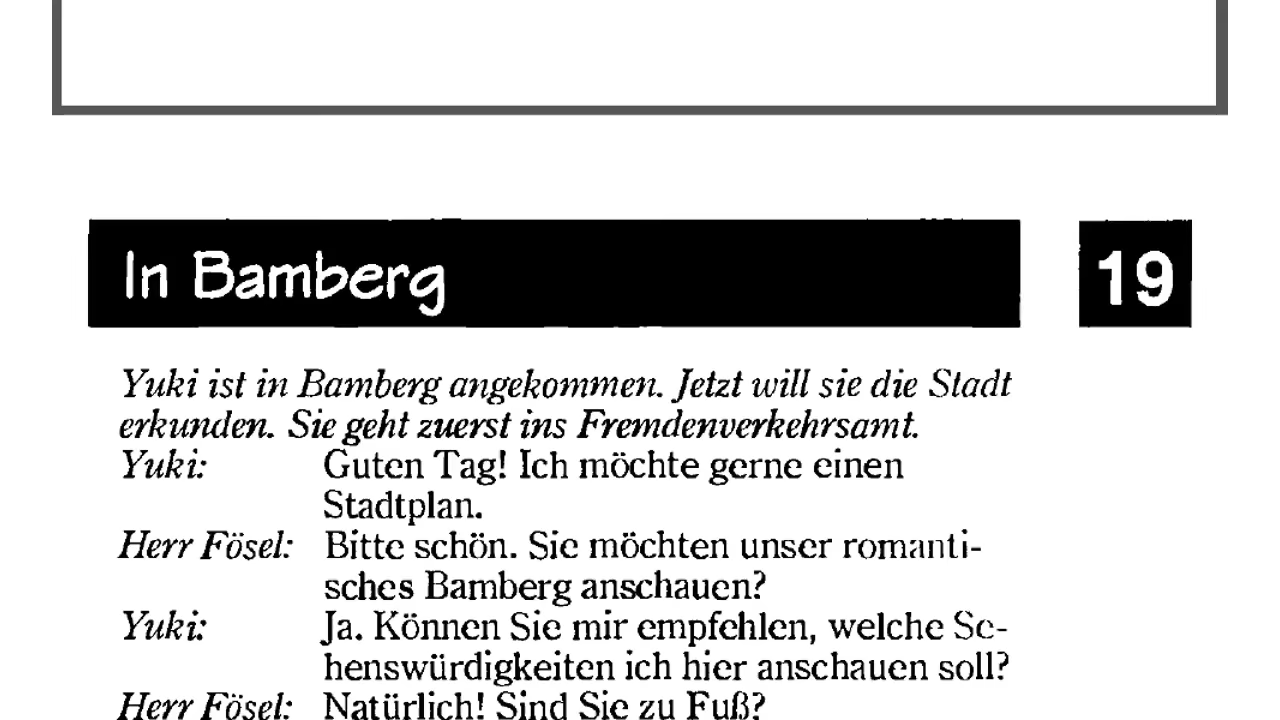 In Bamberg
19
Yuki ist in Bamberg angekommen. Jetzt will sie die Stadt
erkunden. Sie geht zuerst ins Fremdenverkehrsamt.
Yuki: Guten Tag! Ich möchte gerne einen
Stadtplan.
Herr Fösel: Bitte schön. Sie möchten unser romanti-
sches Bamberg anschauen?
Yuki: Ja. Können Sie mir empfehlen, welche Se-
henswürdigkeiten ich hier anschauen soll?
Herr Fösel: Natürlich! Sind Sie zu Fuß?